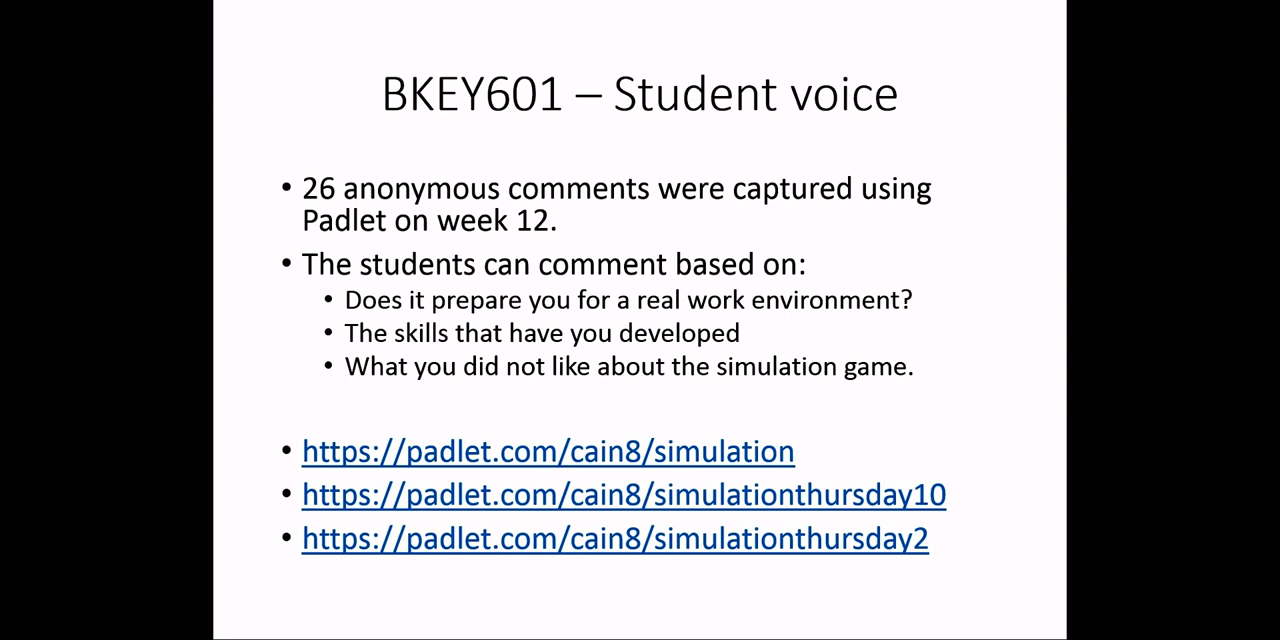 BKEY601 – Student voice
• 26 anonymous comments were captured using
Padlet on week 12.
• The students can comment based on:
• Does it prepare you for a real work environment?
• The skills that have you developed
• What you did not like about the simulation game.
• https://padlet.com/cain8/simulation
• https://padlet.com/cain8/simulationthursday10
• https://padlet.com/cain8/simulationthursday2